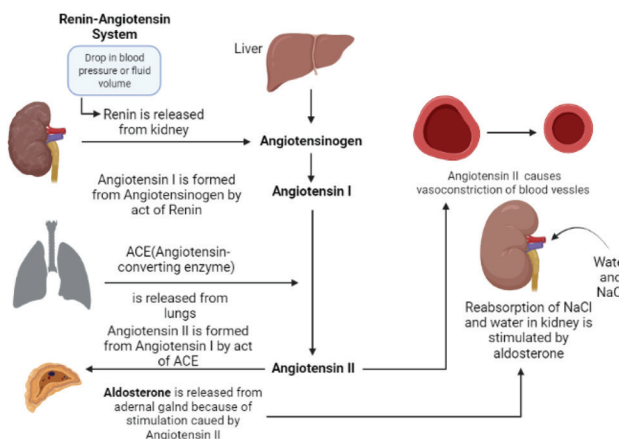 Renin-Angiotensin
System
Drop in blood
pressure or fluid
volume
Liver
Renin is released
from kidney
Angiotensinogen
Angiotensin I is formed
from Angiotensinogen by
act of Renin
Angiotensin I
Angiotensin II causes
vasoconstriction of blood vessles
ACE(Angiotensin-
converting enzyme)
is released from
lungs
Water
and
NaCl
Reabsorption of NaCl
and water in kidney is
stimulated by
aldosterone
Angiotensin II is formed
from Angiotensin I by act
of ACE
Angiotensin II
Aldosterone is released from
adernal galnd because of
stimulation caued by
Angiotensin II